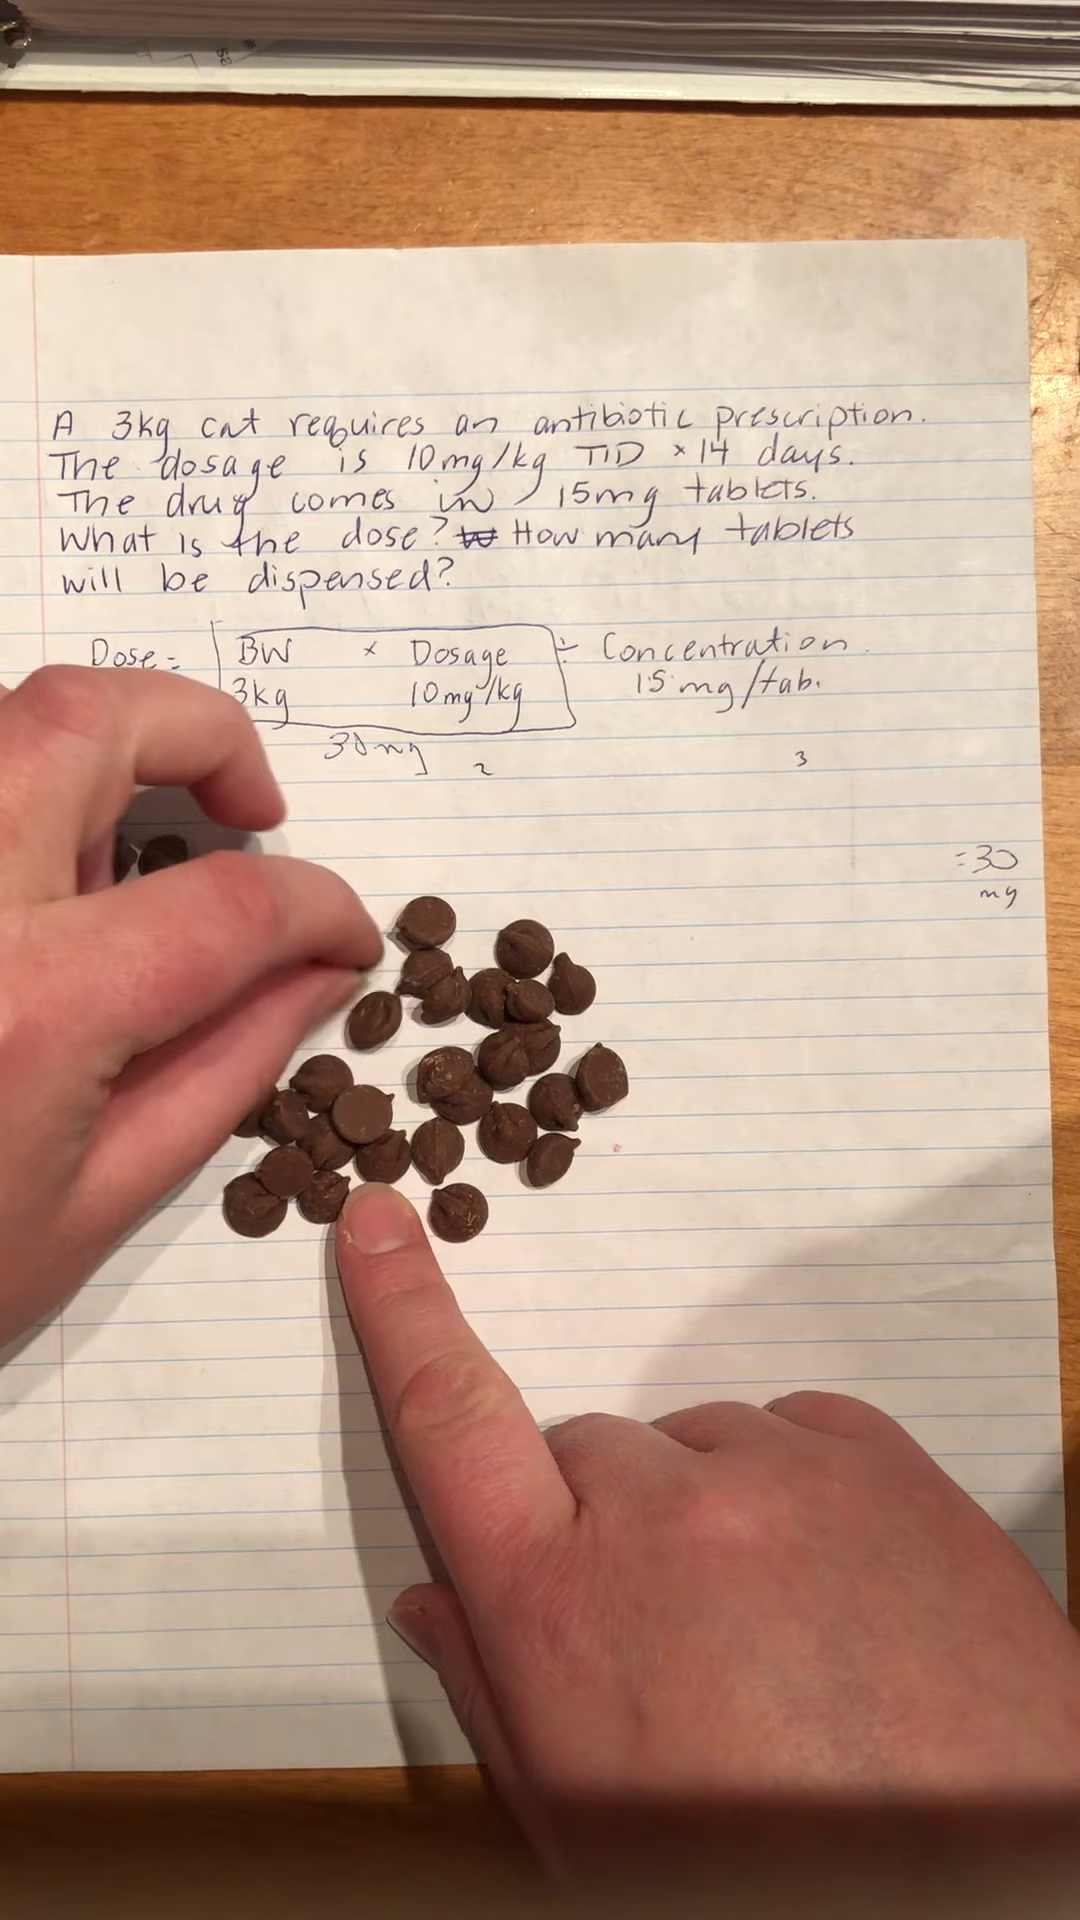 A 3kg cat requires an antibiotic prescription.
The dosage is 10mg/kg TID × 14 days.
The drug comes in 15mg tablets.
What is the dose? How many tablets
will be dispensed?
Dose = BW × Dosage ÷ Concentration
3kg 10mg/kg 15mg/tab.
30mg
2 3
=30
mg